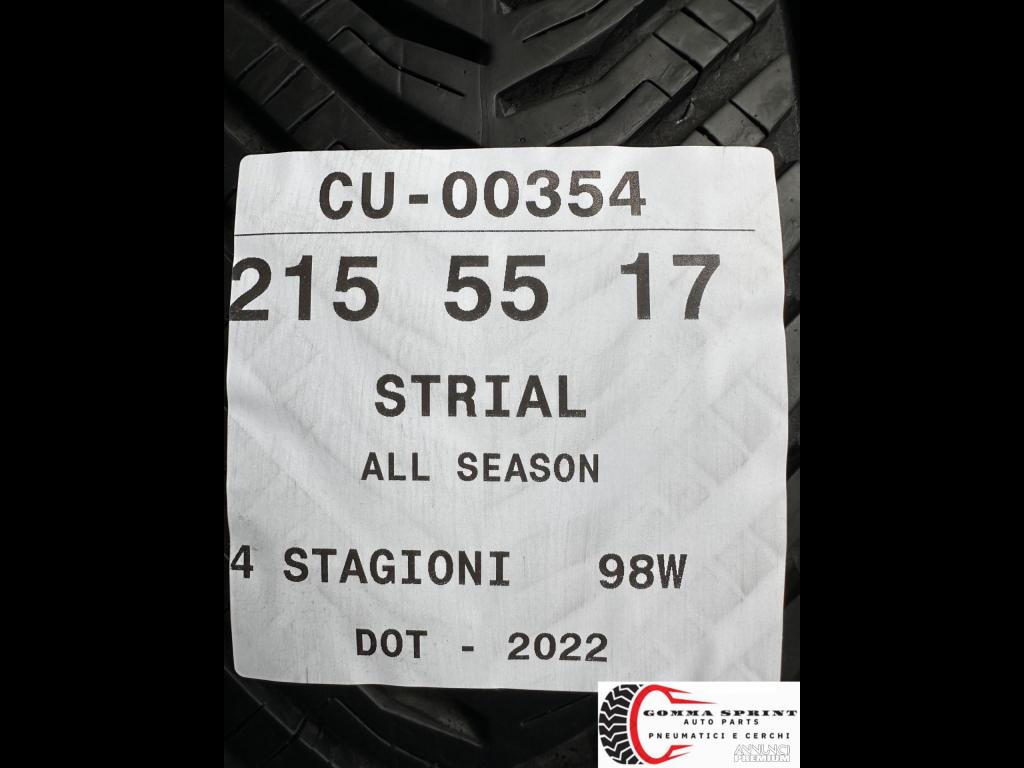 CU-00354
215 55 17
STRIAL
ALL SEASON
4 STAGIONI 98W
DOT - 2022
GOMMA SPRINT
AUTO PARTS
PNEUMATICI E CERCHI
ANNUNCI
PREMIUM